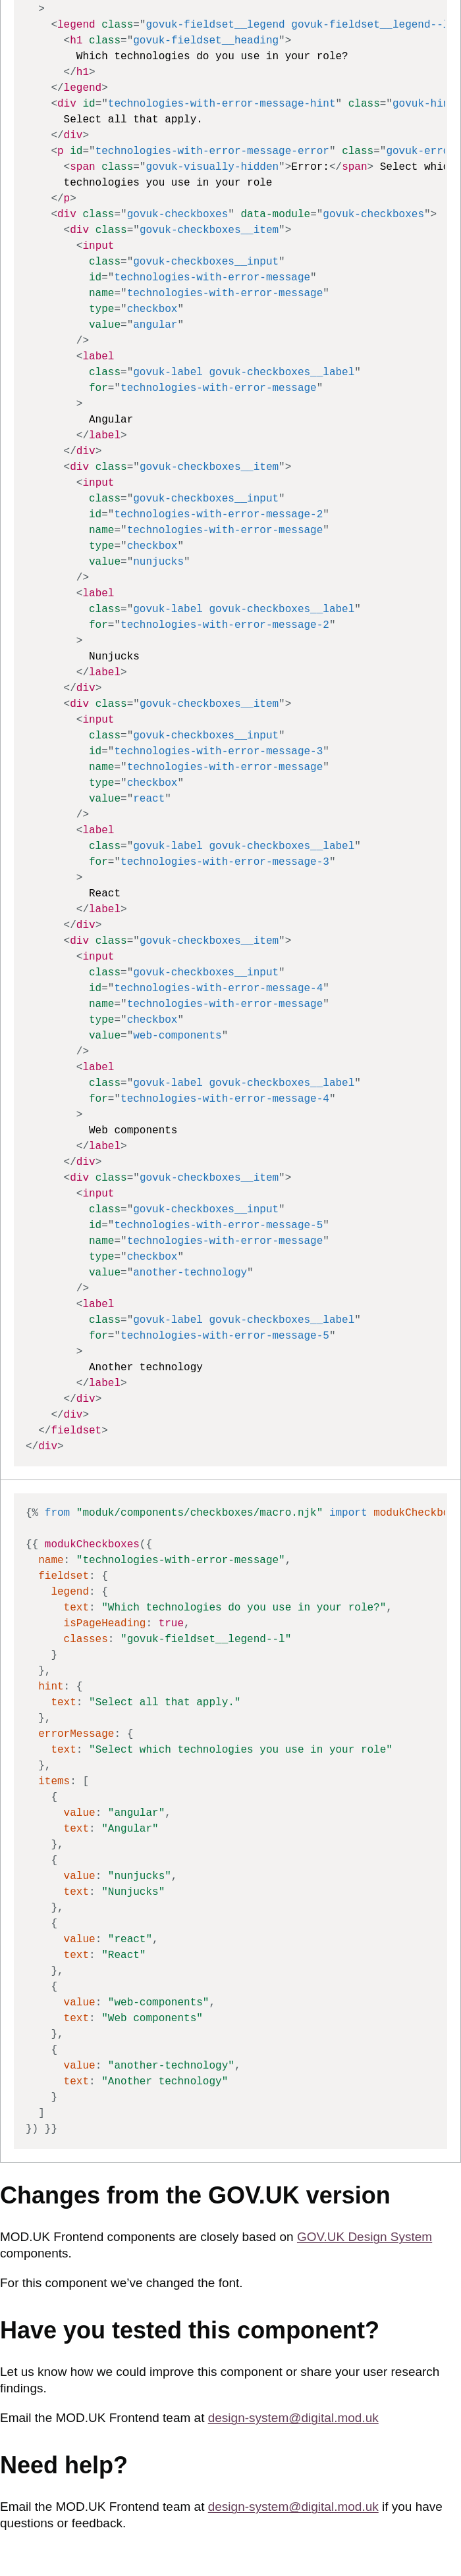 >
    <legend class="govuk-fieldset__legend govuk-fieldset__legend--l
      <h1 class="govuk-fieldset__heading">
        Which technologies do you use in your role?
      </h1>
    </legend>
    <div id="technologies-with-error-message-hint" class="govuk-hin
      Select all that apply.
    </div>
    <p id="technologies-with-error-message-error" class="govuk-erro
      <span class="govuk-visually-hidden">Error:</span> Select whic
      technologies you use in your role
    </p>
    <div class="govuk-checkboxes" data-module="govuk-checkboxes">
      <div class="govuk-checkboxes__item">
        <input
          class="govuk-checkboxes__input"
          id="technologies-with-error-message"
          name="technologies-with-error-message"
          type="checkbox"
          value="angular"
        />
        <label
          class="govuk-label govuk-checkboxes__label"
          for="technologies-with-error-message"
        >
          Angular
        </label>
      </div>
      <div class="govuk-checkboxes__item">
        <input
          class="govuk-checkboxes__input"
          id="technologies-with-error-message-2"
          name="technologies-with-error-message"
          type="checkbox"
          value="nunjucks"
        />
        <label
          class="govuk-label govuk-checkboxes__label"
          for="technologies-with-error-message-2"
        >
          Nunjucks
        </label>
      </div>
      <div class="govuk-checkboxes__item">
        <input
          class="govuk-checkboxes__input"
          id="technologies-with-error-message-3"
          name="technologies-with-error-message"
          type="checkbox"
          value="react"
        />
        <label
          class="govuk-label govuk-checkboxes__label"
          for="technologies-with-error-message-3"
        >
          React
        </label>
      </div>
      <div class="govuk-checkboxes__item">
        <input
          class="govuk-checkboxes__input"
          id="technologies-with-error-message-4"
          name="technologies-with-error-message"
          type="checkbox"
          value="web-components"
        />
        <label
          class="govuk-label govuk-checkboxes__label"
          for="technologies-with-error-message-4"
        >
          Web components
        </label>
      </div>
      <div class="govuk-checkboxes__item">
        <input
          class="govuk-checkboxes__input"
          id="technologies-with-error-message-5"
          name="technologies-with-error-message"
          type="checkbox"
          value="another-technology"
        />
        <label
          class="govuk-label govuk-checkboxes__label"
          for="technologies-with-error-message-5"
        >
          Another technology
        </label>
      </div>
    </div>
  </fieldset>
</div>
{% from "moduk/components/checkboxes/macro.njk" import modukCheckbo

{{ modukCheckboxes({
  name: "technologies-with-error-message",
  fieldset: {
    legend: {
      text: "Which technologies do you use in your role?",
      isPageHeading: true,
      classes: "govuk-fieldset__legend--l"
    }
  },
  hint: {
    text: "Select all that apply."
  },
  errorMessage: {
    text: "Select which technologies you use in your role"
  },
  items: [
    {
      value: "angular",
      text: "Angular"
    },
    {
      value: "nunjucks",
      text: "Nunjucks"
    },
    {
      value: "react",
      text: "React"
    },
    {
      value: "web-components",
      text: "Web components"
    },
    {
      value: "another-technology",
      text: "Another technology"
    }
  ]
}) }}
Changes from the GOV.UK version
MOD.UK Frontend components are closely based on GOV.UK Design System
components.
For this component we’ve changed the font.
Have you tested this component?
Let us know how we could improve this component or share your user research
findings.
Email the MOD.UK Frontend team at design-system@digital.mod.uk
Need help?
Email the MOD.UK Frontend team at design-system@digital.mod.uk if you have
questions or feedback.